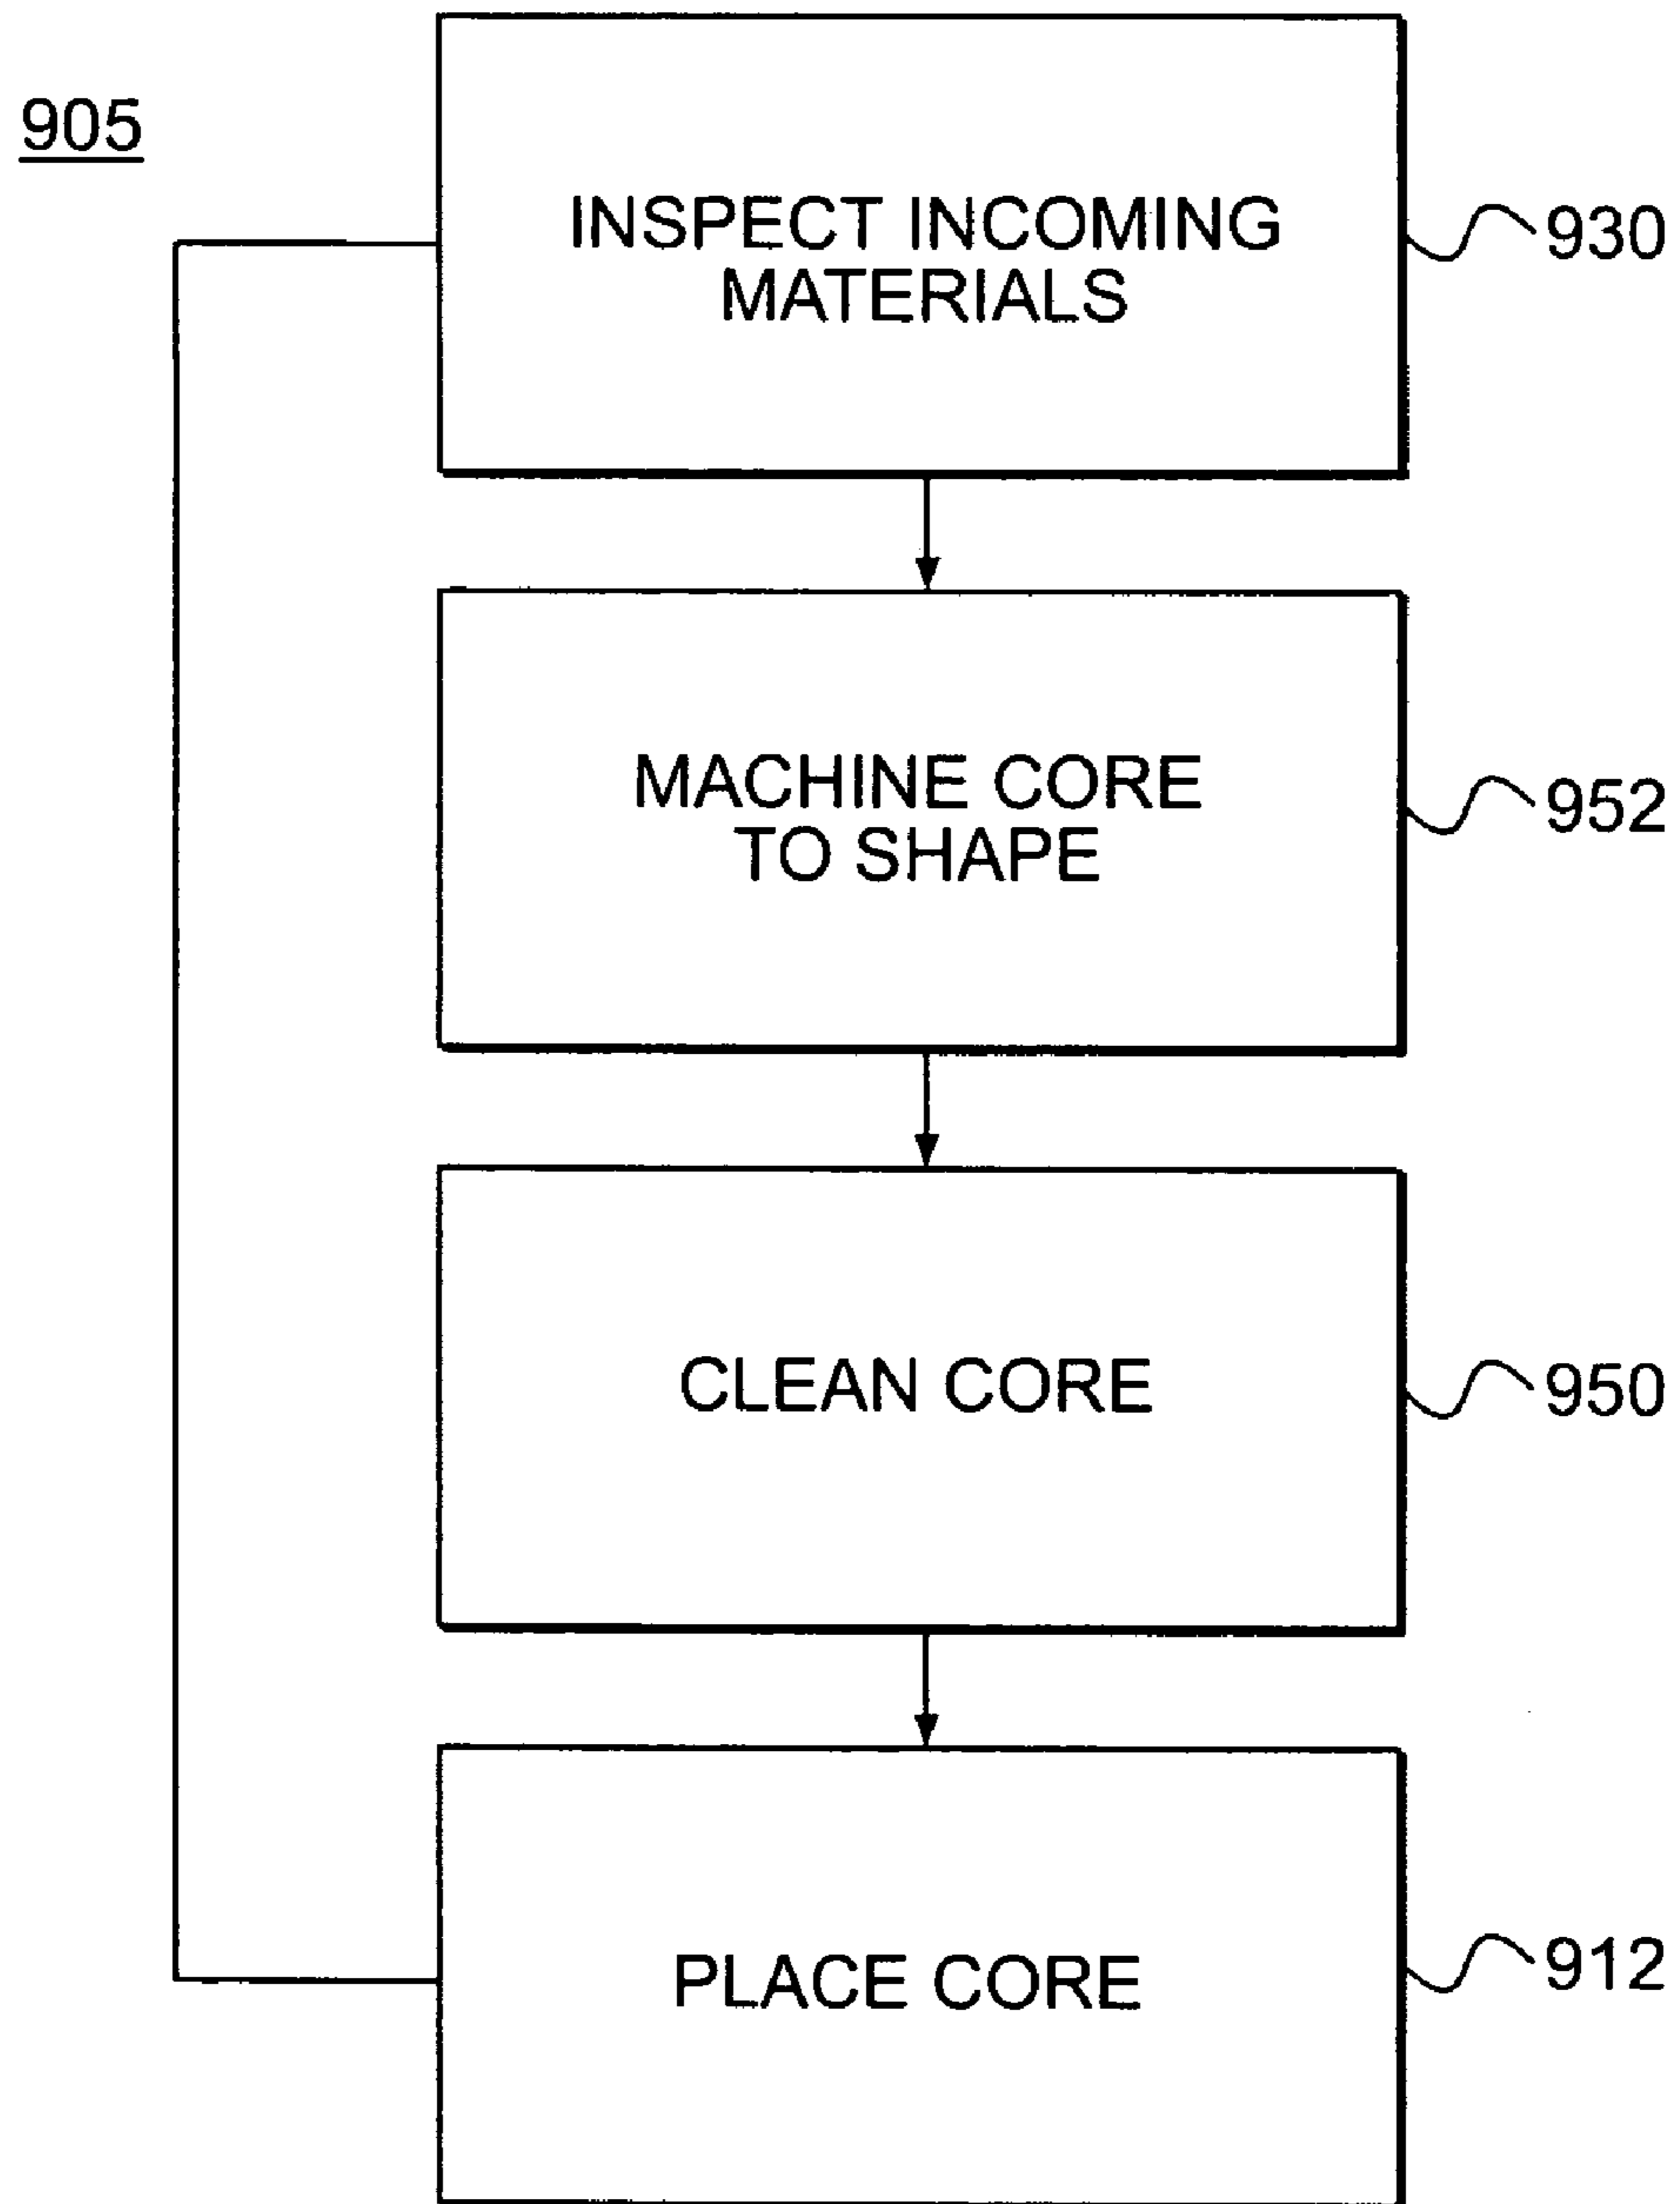 905
INSPECT INCOMING
MATERIALS
930
MACHINE CORE
TO SHAPE
952
CLEAN CORE
950
PLACE CORE
912